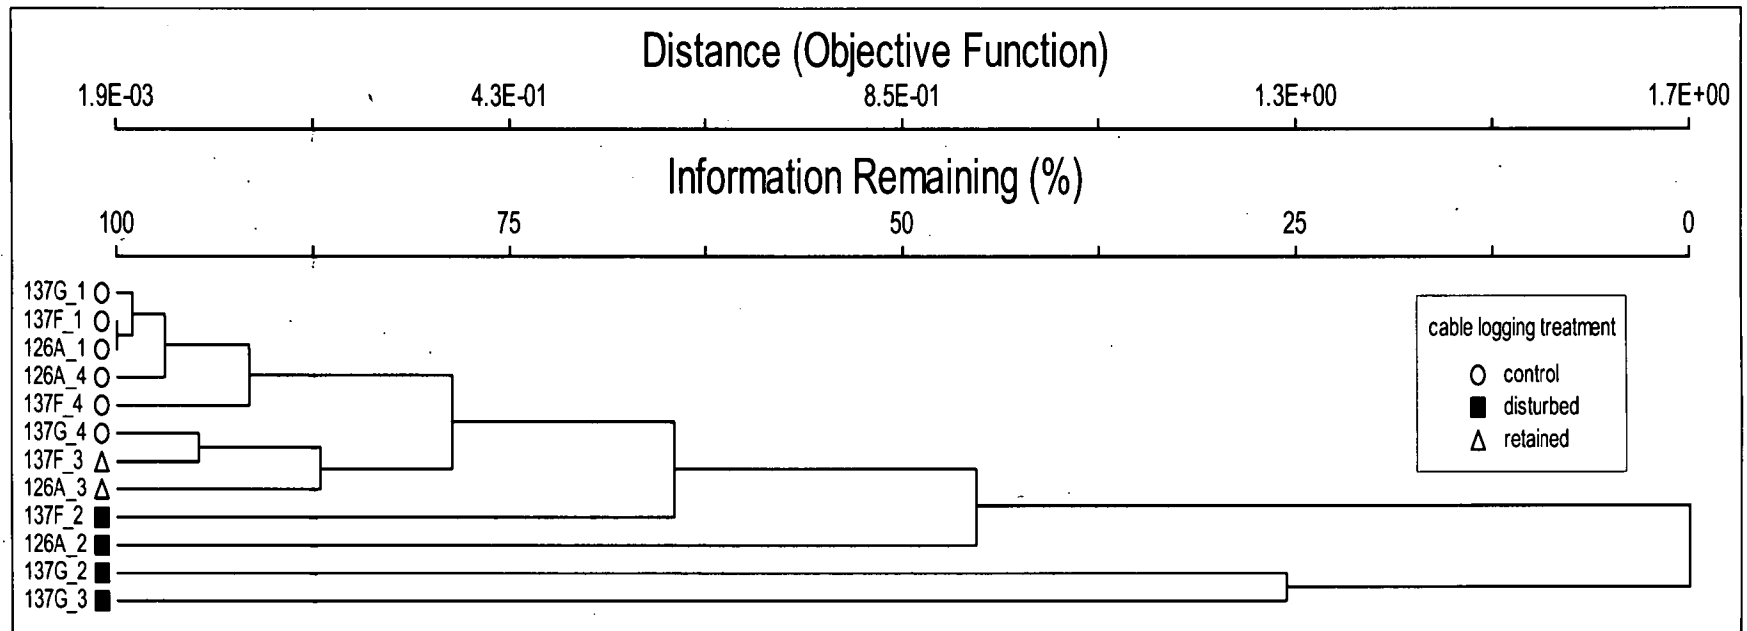 Distance (Objective Function)
1.9E-03 4.3E-01 8.5E-01 1.3E+00 1.7E+00
Information Remaining (%)
100 75 50 25 0
137G_1
137F_1
126A_1
126A_4
137F_4
137G_4
137F_3
126A_3
137F_2
126A_2
137G_2
137G_3
cable logging treatment
control
disturbed
retained